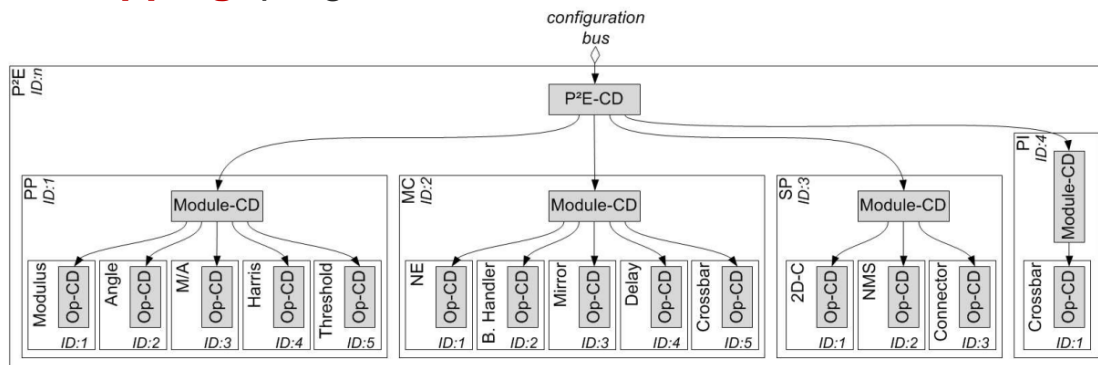 configuration
bus
P²E
ID:n
P²E-CD
PP
ID:1
Module-CD
Modulus
Op-CD
ID:1
Angle
Op-CD
ID:2
M/A
Op-CD
ID:3
Harris
Op-CD
ID:4
Threshold
Op-CD
ID:5
MC
ID:2
Module-CD
NE
Op-CD
ID:1
B. Handler
Op-CD
ID:2
Mirror
Op-CD
ID:3
Delay
Op-CD
ID:4
Crossbar
Op-CD
ID:5
SP
ID:3
Module-CD
2D-C
Op-CD
ID:1
NMS
Op-CD
ID:2
Connector
Op-CD
ID:3
PI
ID:4
Module-CD
Crossbar
Op-CD
ID:1